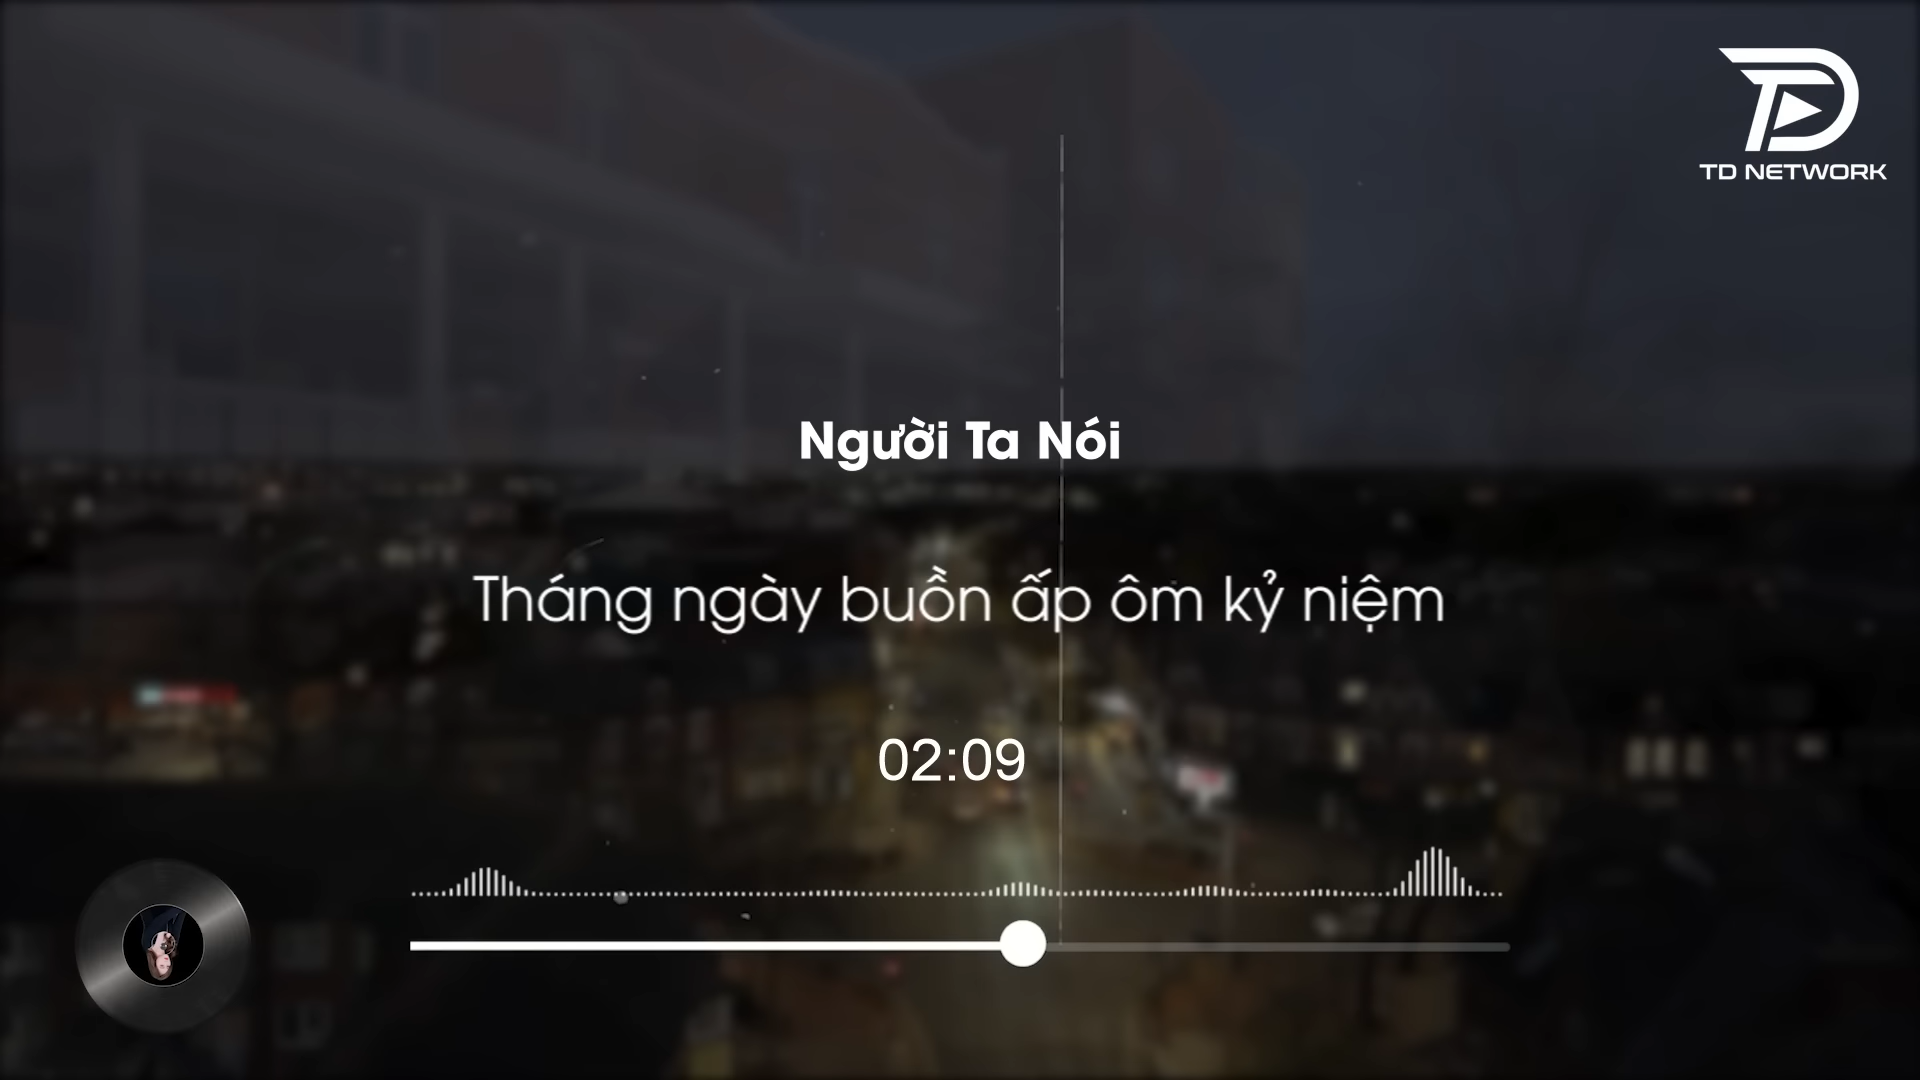 TD NETWORK
Người Ta Nói
Tháng ngày buồn ấp ôm kỷ niệm
02:09